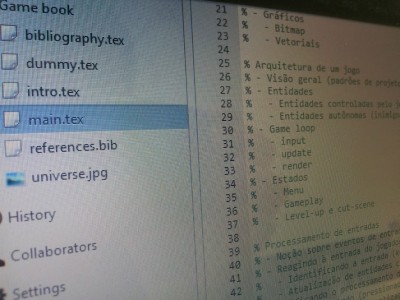 Game book
bibliography.tex
dummy.tex
intro.tex
main.tex
references.bib
universe.jpg
History
Collaborators
Settings
21 % - Gráficos
22 % - Bitmap
23 % - Vetoriais
24
25 % Arquitetura de um jogo
26 % - Visão geral (padrões de projeto
27 % - Entidades
28 % - Entidades controladas pelo
29 % - Entidades autônomas
30 % - Game loop
31 % - input
32 % - update
33 % - render
34 % - Estados
35 % - Menu
36 % - Gameplay
37 % - Level-up e cut-scene
38
39 % Processamento de entradas
40 % - Noção sobre eventos de
41 % - Reagindo à entrada do
42 % - Identificando a entrada